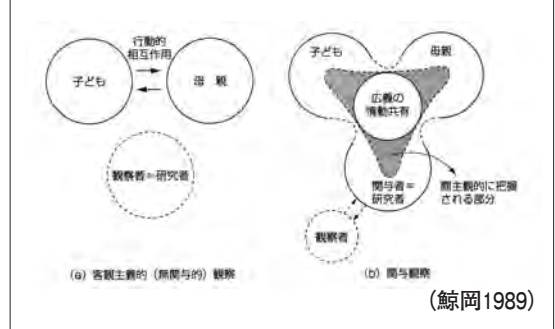 行動的
相互作用
子ども
母 親
観察者=研究者
(a) 客観主義的 (無関与的) 観察
子ども
母親
広義の
情動共有
関与者=
研究者
間主観的に把握
される部分
観察者
(b) 関与観察
(鯨岡1989)